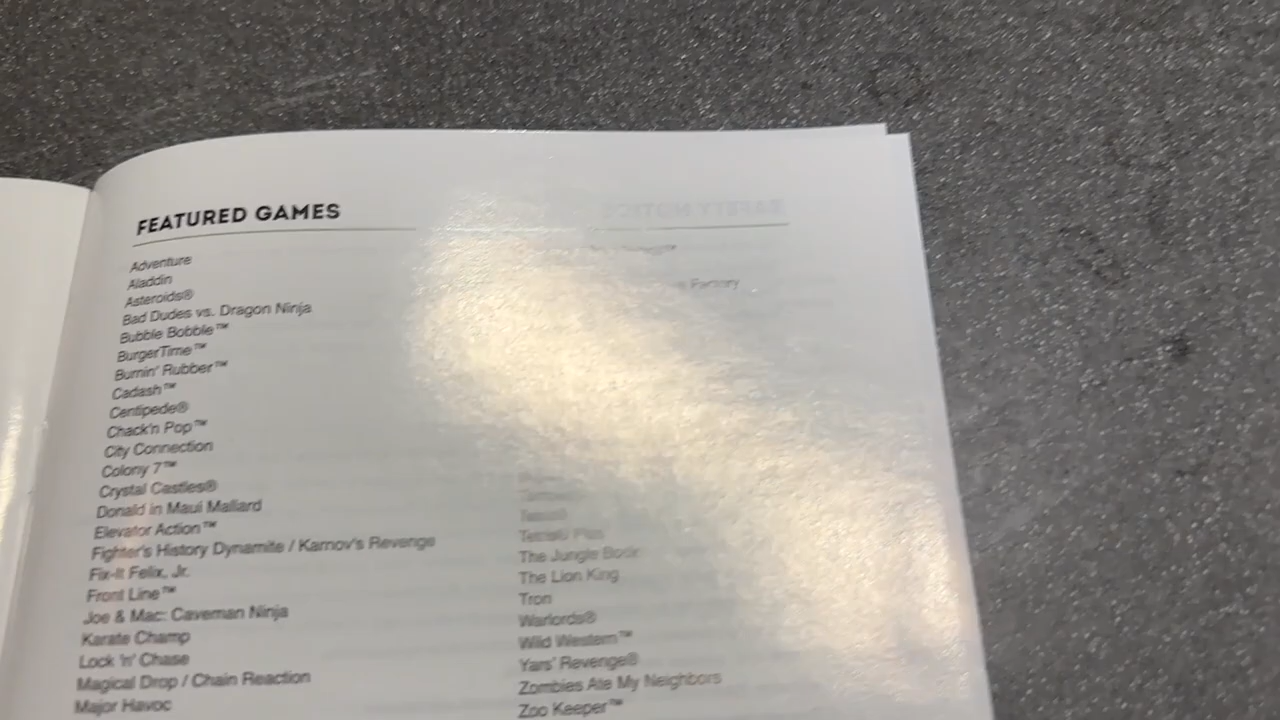 FEATURED GAMES
Adventure
Aladdin
Asteroids®
Bad Dudes vs. Dragon Ninja
Bubble Bobble™
BurgerTime™
Burnin' Rubber™
Cadash™
Centipede®
Chack'n Pop™
City Connection
Colony 7™
Crystal Castles®
Donald in Maui Mallard
Elevator Action™
Fighter's History Dynamite / Karnov's Revenge
Fix-It Felix, Jr.
Front Line™
Joe & Mac: Caveman Ninja
Karate Champ
Lock 'n' Chase
Magical Drop / Chain Reaction
Major Havoc
Factory
Tetris® Plus
The Jungle Book
The Lion King
Tron
Warlords®
Wild Western™
Yars' Revenge®
Zombies Ate My Neighbors
Zoo Keeper™